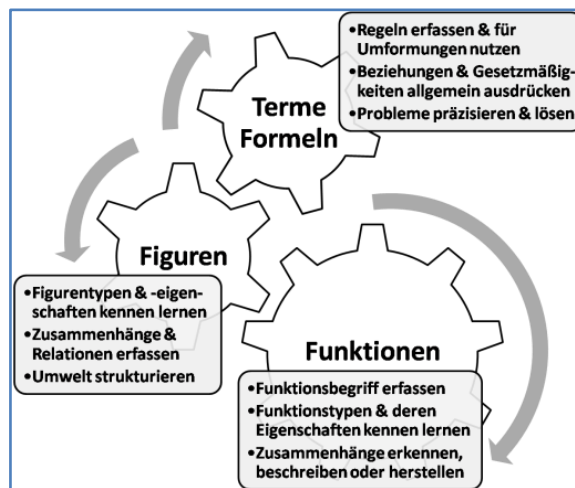 •Regeln erfassen & für
Umformungen nutzen
•Beziehungen & Gesetzmäßig-
keiten allgemein ausdrücken
•Probleme präzisieren & lösen
Terme
Formeln
Figuren
•Figurentypen & -eigen-
schaften kennen lernen
•Zusammenhänge &
Relationen erfassen
•Umwelt strukturieren
Funktionen
•Funktionsbegriff erfassen
•Funktionstypen & deren
Eigenschaften kennen lernen
•Zusammenhänge erkennen,
beschreiben oder herstellen